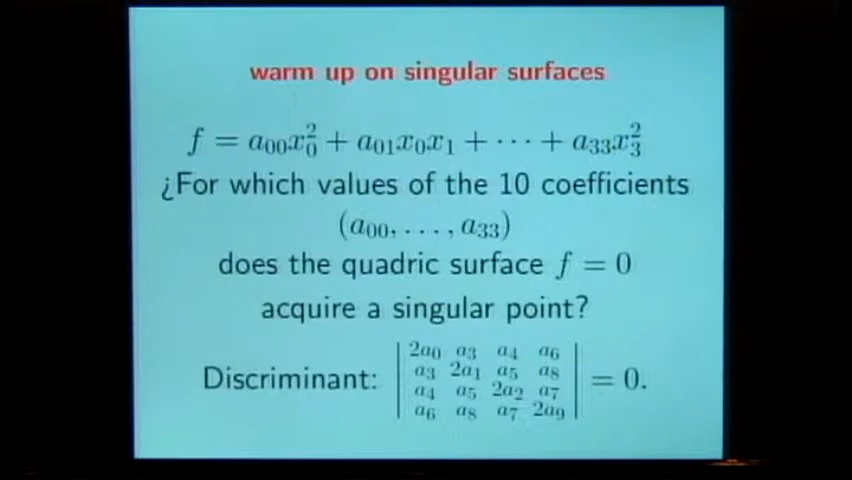 warm up on singular surfaces
f = a₀₀x₀² + a₀₁x₀x₁ + ⋯ + a₃₃x₃²
¿For which values of the 10 coefficients
(a₀₀, . . . , a₃₃)
does the quadric surface f = 0
acquire a singular point?
Discriminant: | 2a₀ a₃ a₄ a₆ |
| a₃ 2a₁ a₅ a₈ |
| a₄ a₅ 2a₂ a₇ |
| a₆ a₈ a₇ 2a₉ | = 0.